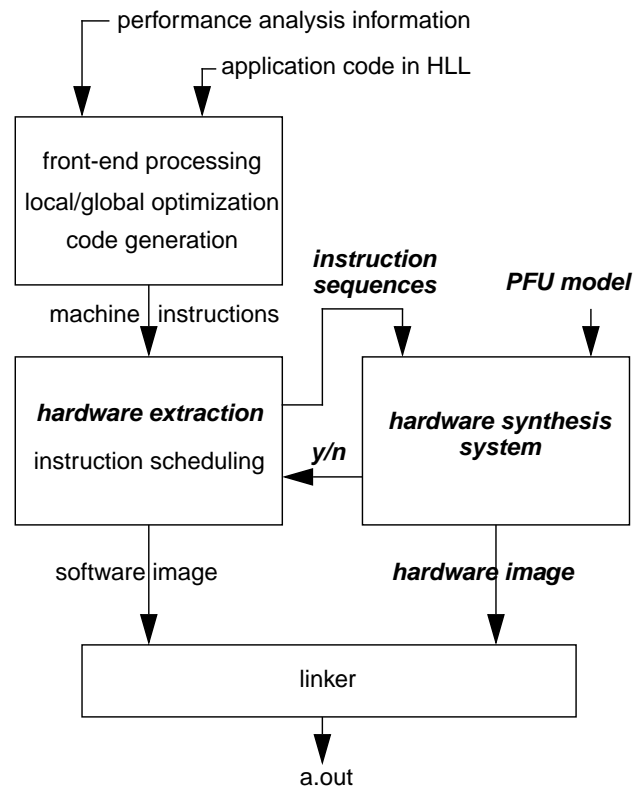 performance analysis information
application code in HLL
front-end processing
local/global optimization
code generation
instruction
sequences
PFU model
machine instructions
hardware extraction
instruction scheduling
y/n
hardware synthesis
system
software image
hardware image
linker
a.out